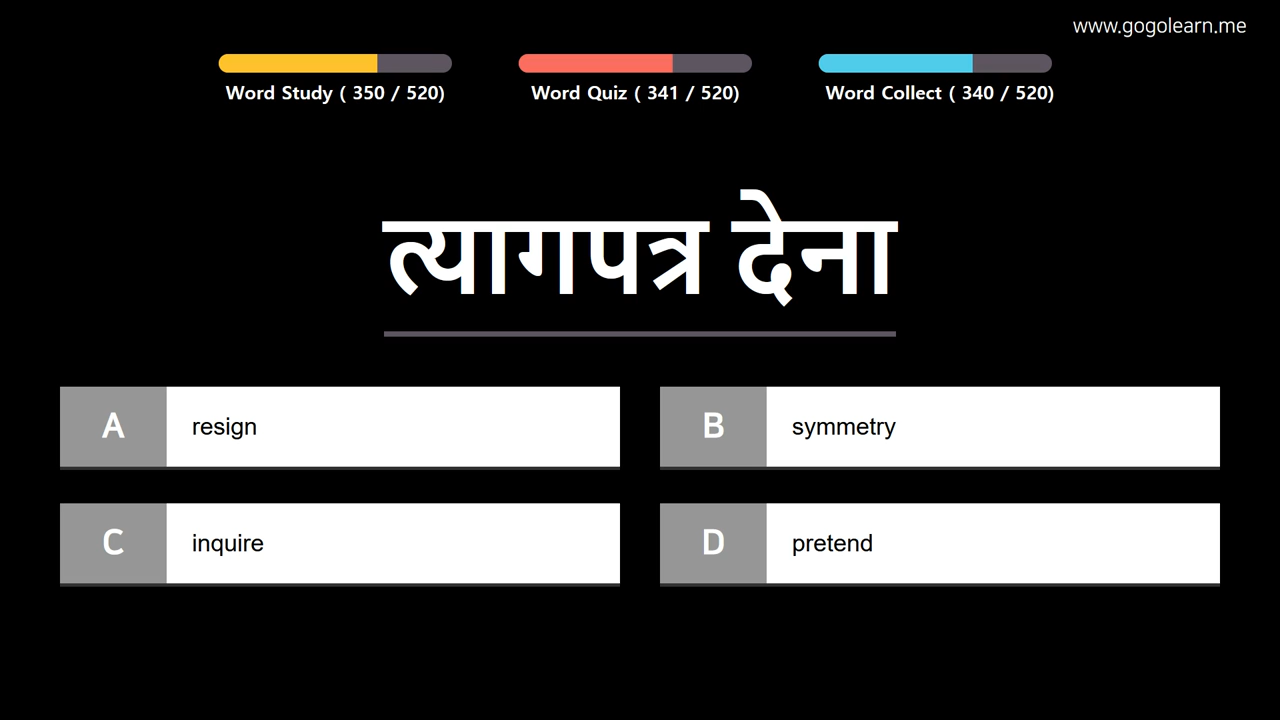 www.gogolearn.me
Word Study ( 350 / 520)
Word Quiz ( 341 / 520)
Word Collect ( 340 / 520)
त्यागपत्र देना
A resign
B symmetry
C inquire
D pretend